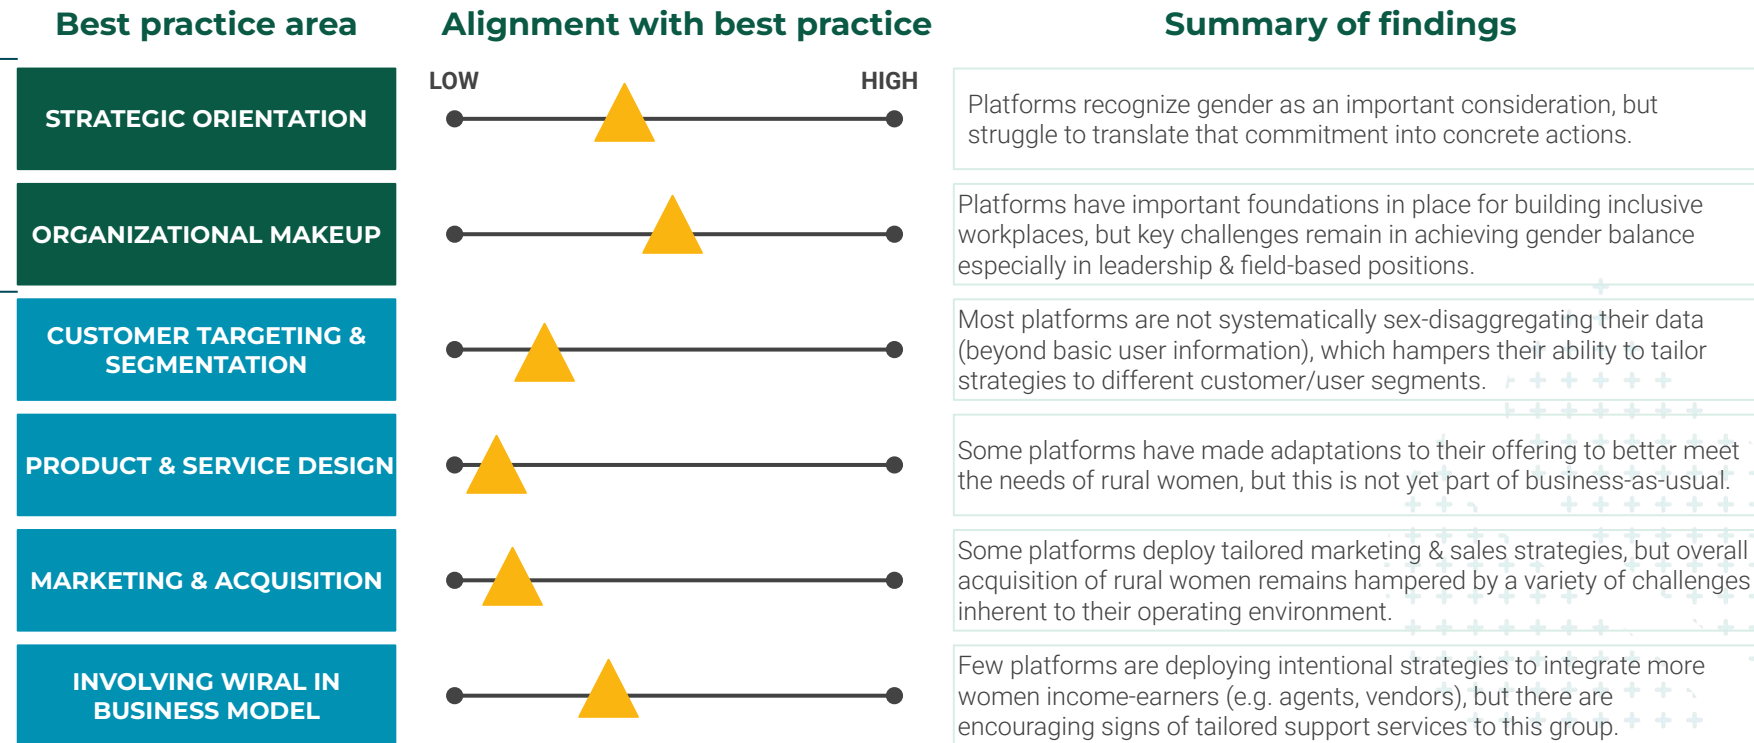 Best practice area
Alignment with best practice
Summary of findings
LOW
HIGH
STRATEGIC ORIENTATION
Platforms recognize gender as an important consideration, but
struggle to translate that commitment into concrete actions.
ORGANIZATIONAL MAKEUP
Platforms have important foundations in place for building inclusive
workplaces, but key challenges remain in achieving gender balance
especially in leadership & field-based positions.
CUSTOMER TARGETING &
SEGMENTATION
Most platforms are not systematically sex-disaggregating their data
(beyond basic user information), which hampers their ability to tailor
strategies to different customer/user segments.
PRODUCT & SERVICE DESIGN
Some platforms have made adaptations to their offering to better meet
the needs of rural women, but this is not yet part of business-as-usual.
MARKETING & ACQUISITION
Some platforms deploy tailored marketing & sales strategies, but overall
acquisition of rural women remains hampered by a variety of challenges
inherent to their operating environment.
INVOLVING WIRAL IN
BUSINESS MODEL
Few platforms are deploying intentional strategies to integrate more
women income-earners (e.g. agents, vendors), but there are
encouraging signs of tailored support services to this group.